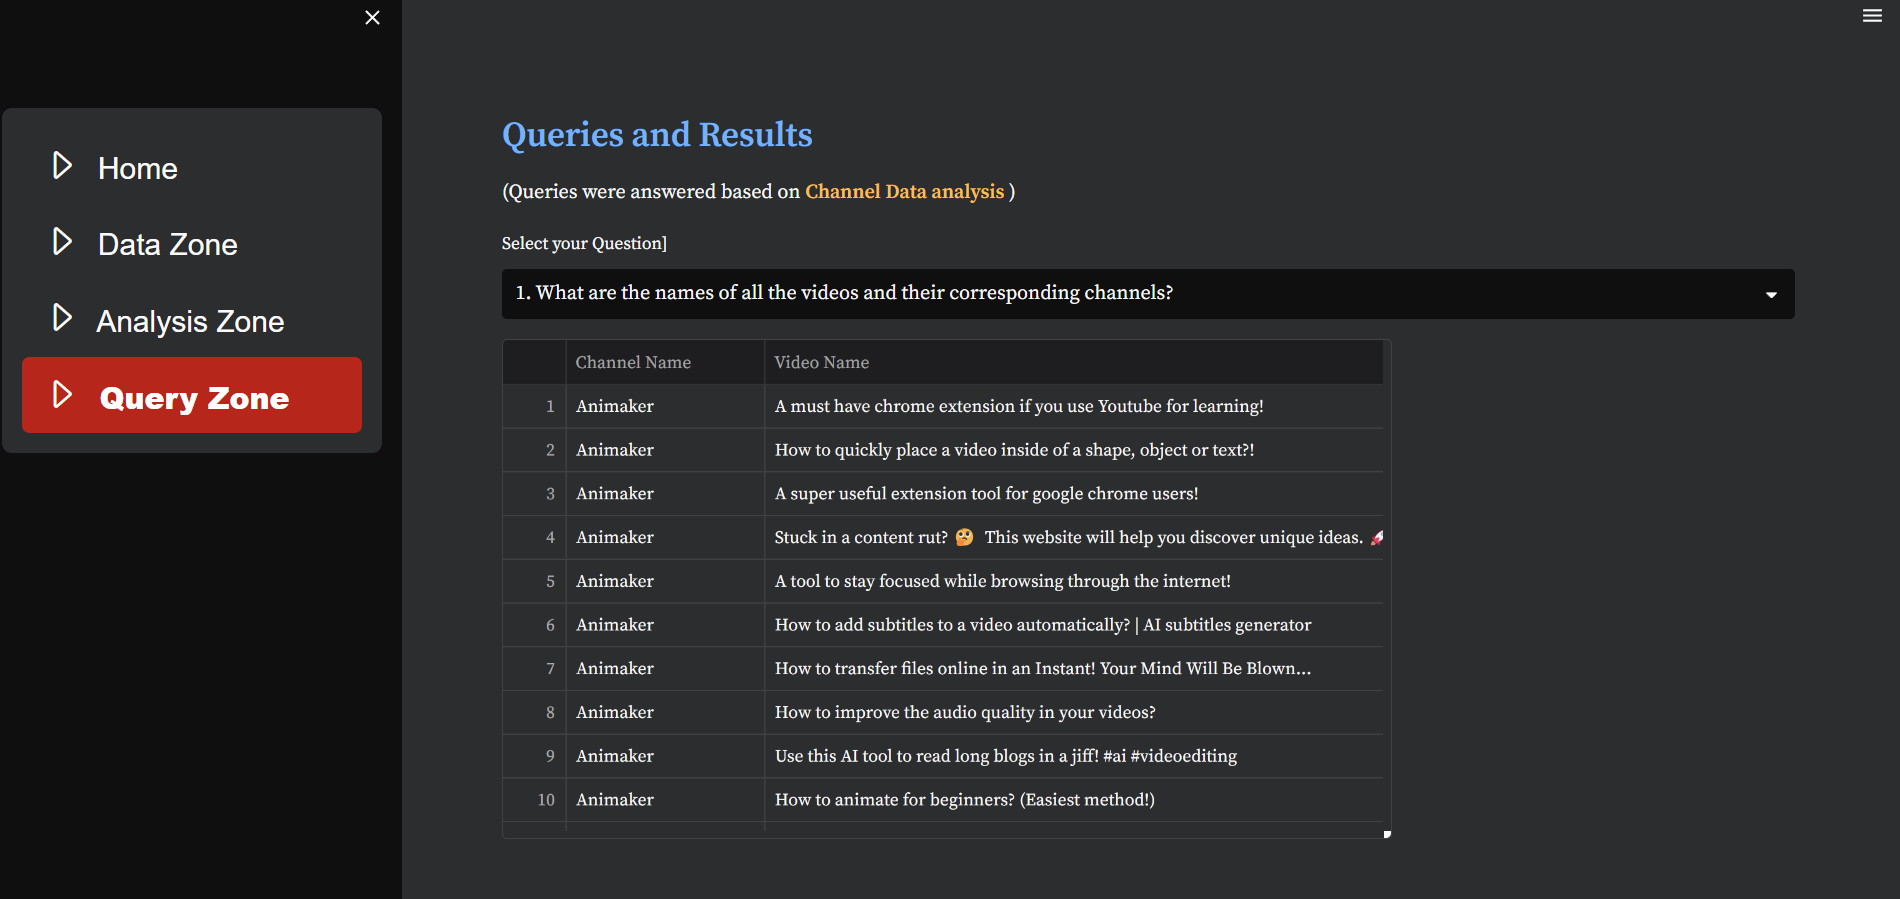 Home
Data Zone
Analysis Zone
Query Zone
Queries and Results
(Queries were answered based on Channel Data analysis )
Select your Question]
1. What are the names of all the videos and their corresponding channels?
Channel Name Video Name
1 Animaker A must have chrome extension if you use Youtube for learning!
2 Animaker How to quickly place a video inside of a shape, object or text?!
3 Animaker A super useful extension tool for google chrome users!
4 Animaker Stuck in a content rut? 🤔 This website will help you discover unique ideas. 🚀
5 Animaker A tool to stay focused while browsing through the internet!
6 Animaker How to add subtitles to a video automatically? | AI subtitles generator
7 Animaker How to transfer files online in an Instant! Your Mind Will Be Blown...
8 Animaker How to improve the audio quality in your videos?
9 Animaker Use this AI tool to read long blogs in a jiff! #ai #videoediting
10 Animaker How to animate for beginners? (Easiest method!)